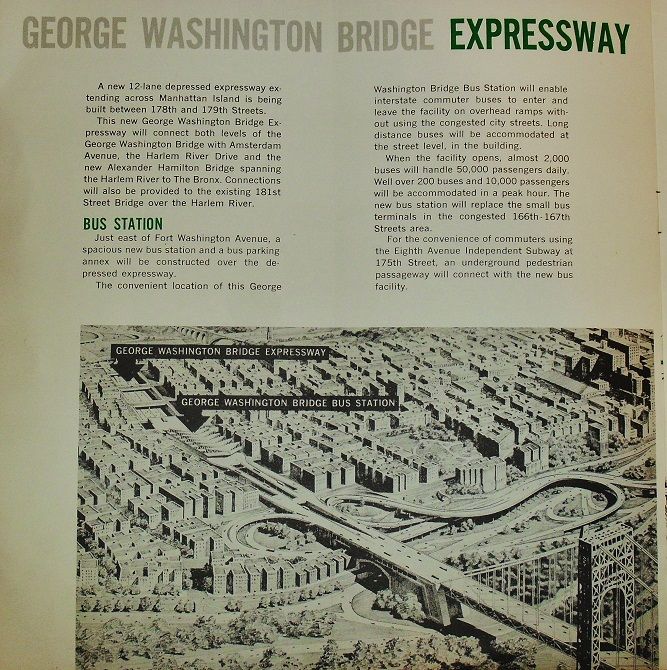 GEORGE WASHINGTON BRIDGE EXPRESSWAY
A new 12-lane depressed expressway ex-
tending across Manhattan Island is being
built between 178th and 179th Streets.
This new George Washington Bridge Ex-
pressway will connect both levels of the
George Washington Bridge with Amsterdam
Avenue, the Harlem River Drive and the
new Alexander Hamilton Bridge spanning
the Harlem River to The Bronx. Connections
will also be provided to the existing 181st
Street Bridge over the Harlem River.
BUS STATION
Just east of Fort Washington Avenue, a
spacious new bus station and a bus parking
annex will be constructed over the de-
pressed expressway.
The convenient location of this George
Washington Bridge Bus Station will enable
interstate commuter buses to enter and
leave the facility on overhead ramps with-
out using the congested city streets. Long
distance buses will be accommodated at
the street level, in the building.
When the facility opens, almost 2,000
buses will handle 50,000 passengers daily.
Well over 200 buses and 10,000 passengers
will be accommodated in a peak hour. The
new bus station will replace the small bus
terminals in the congested 166th-167th
Streets area.
For the convenience of commuters using
the Eighth Avenue Independent Subway at
175th Street, an underground pedestrian
passageway will connect with the new bus
facility.
GEORGE WASHINGTON BRIDGE EXPRESSWAY
GEORGE WASHINGTON BRIDGE BUS STATION